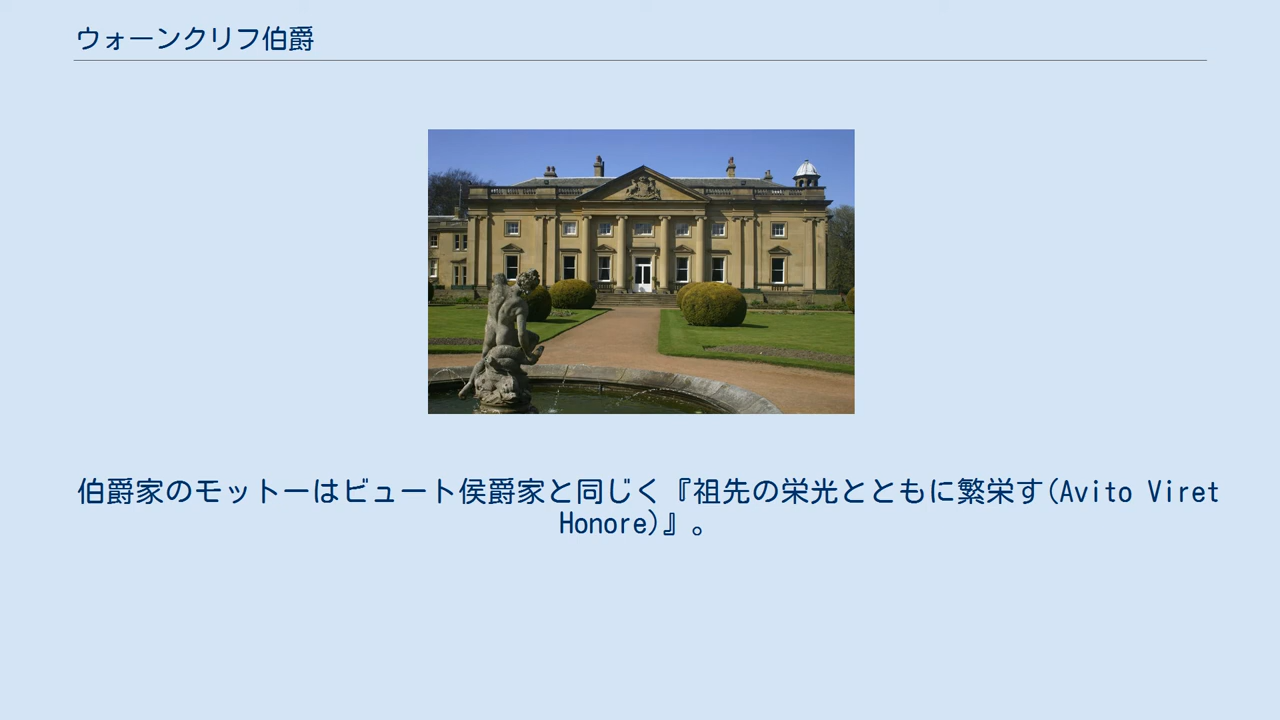 ウォーンクリフ伯爵
伯爵家のモットーはビュート侯爵家と同じく『祖先の栄光とともに繁栄す(Avito Viret
Honore)』。